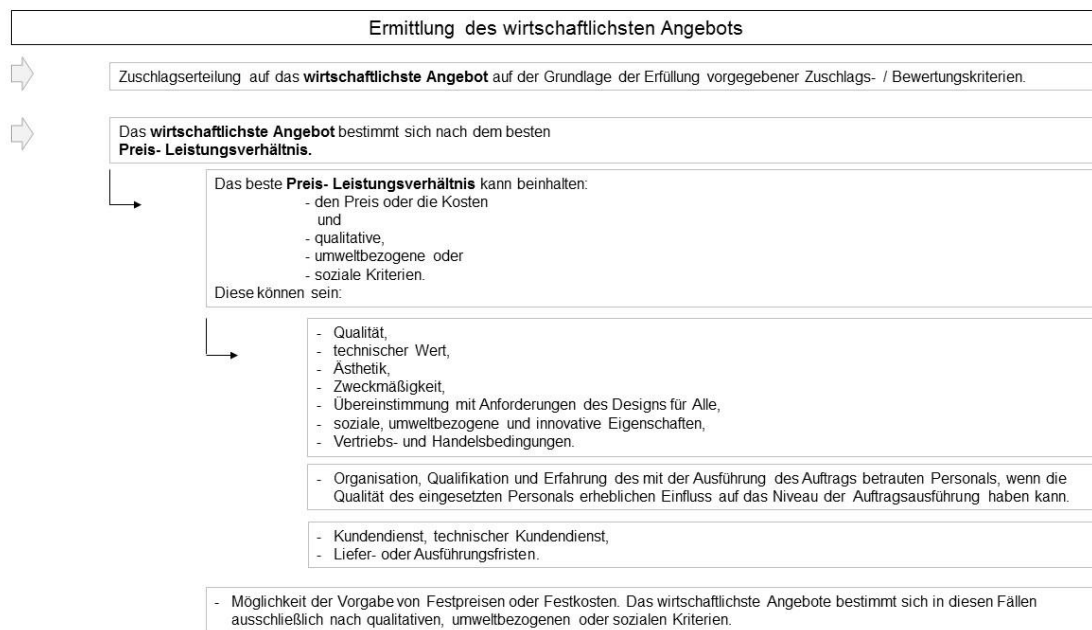 Ermittlung des wirtschaftlichsten Angebots
Zuschlagserteilung auf das wirtschaftlichste Angebot auf der Grundlage der Erfüllung vorgegebener Zuschlags- / Bewertungskriterien.
Das wirtschaftlichste Angebot bestimmt sich nach dem besten
Preis- Leistungsverhältnis.
Das beste Preis- Leistungsverhältnis kann beinhalten:
- den Preis oder die Kosten
und
- qualitative,
- umweltbezogene oder
- soziale Kriterien.
Diese können sein:
- Qualität,
- technischer Wert,
- Ästhetik,
- Zweckmäßigkeit,
- Übereinstimmung mit Anforderungen des Designs für Alle,
- soziale, umweltbezogene und innovative Eigenschaften,
- Vertriebs- und Handelsbedingungen.
- Organisation, Qualifikation und Erfahrung des mit der Ausführung des Auftrags betrauten Personals, wenn die
Qualität des eingesetzten Personals erheblichen Einfluss auf das Niveau der Auftragsausführung haben kann.
- Kundendienst, technischer Kundendienst,
- Liefer- oder Ausführungsfristen.
- Möglichkeit der Vorgabe von Festpreisen oder Festkosten. Das wirtschaftlichste Angebote bestimmt sich in diesen Fällen
ausschließlich nach qualitativen, umweltbezogenen oder sozialen Kriterien.